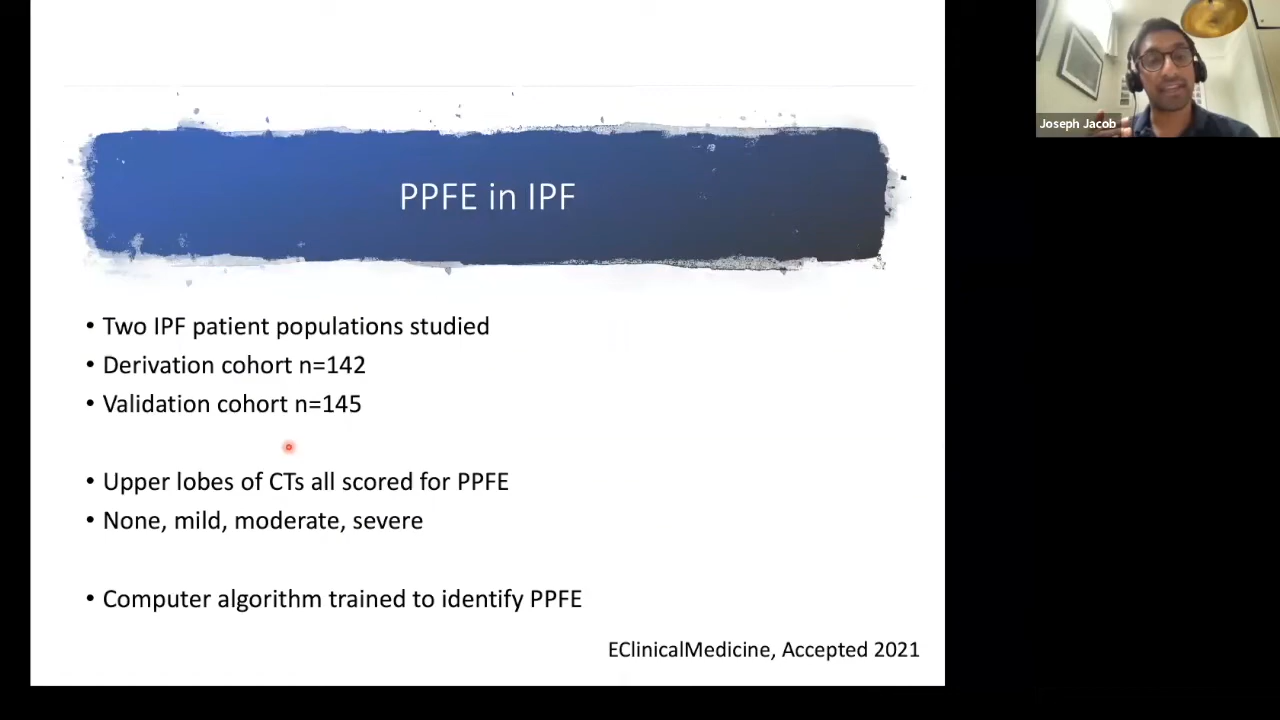 PPFE in IPF
• Two IPF patient populations studied
• Derivation cohort n=142
• Validation cohort n=145
• Upper lobes of CTs all scored for PPFE
• None, mild, moderate, severe
• Computer algorithm trained to identify PPFE
EClinicalMedicine, Accepted 2021
Joseph Jacob